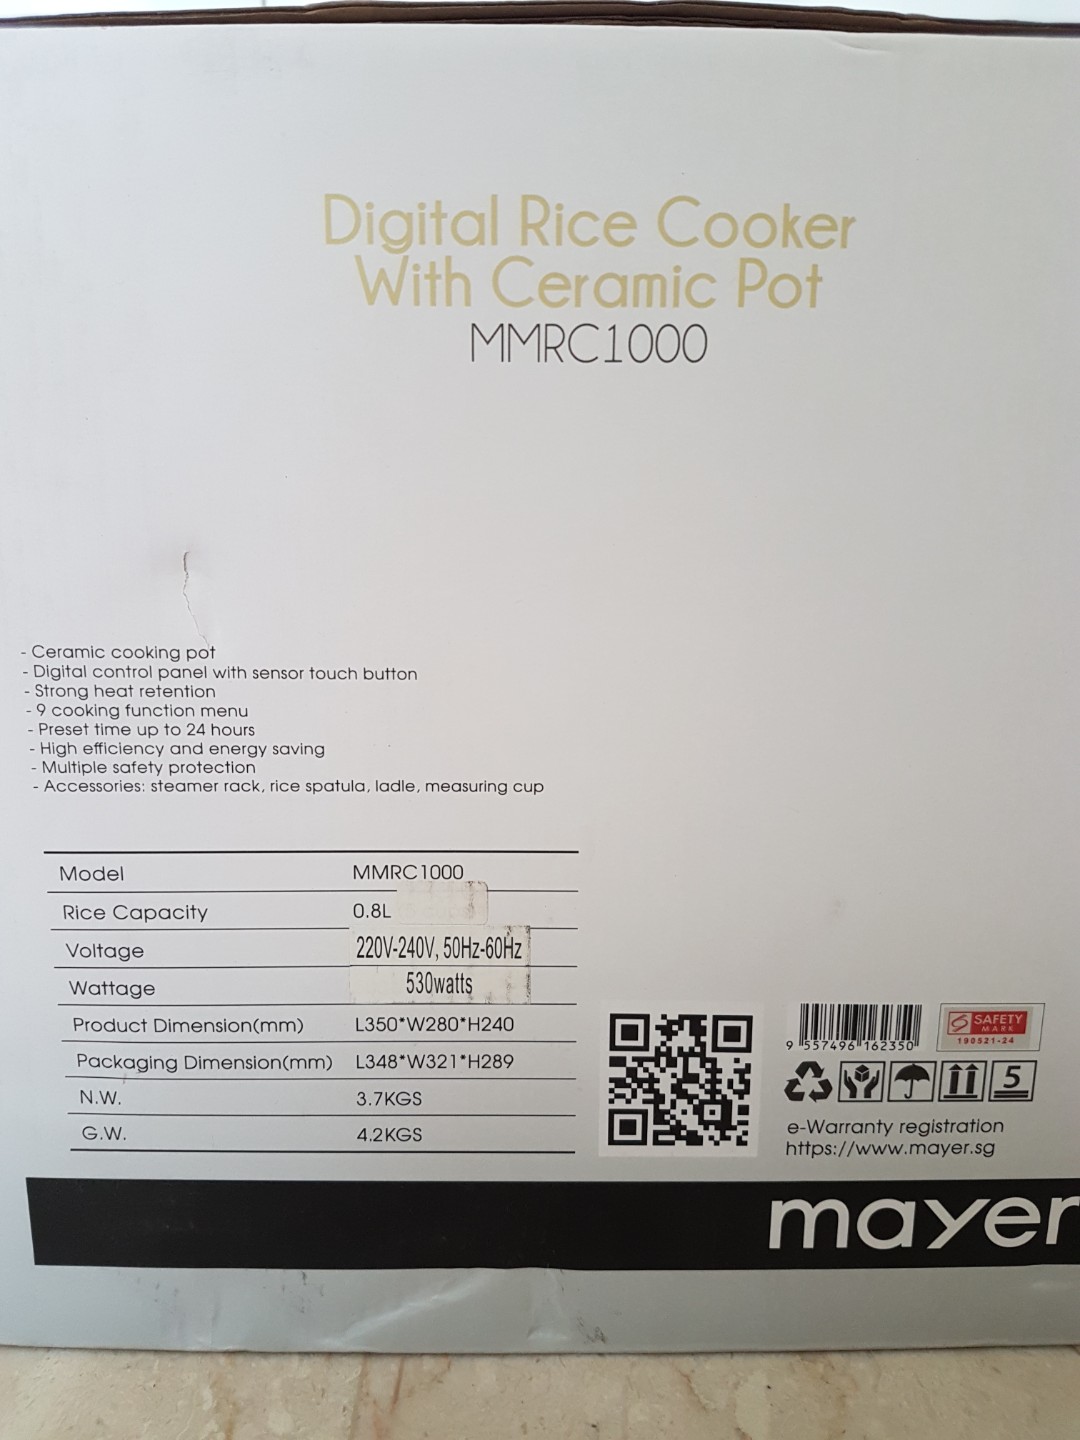 Digital Rice Cooker
With Ceramic Pot
MMRC1000
- Ceramic cooking pot
- Digital control panel with sensor touch button
- Strong heat retention
- 9 cooking function menu
- Preset time up to 24 hours
- High efficiency and energy saving
- Multiple safety protection
- Accessories: steamer rack, rice spatula, ladle, measuring cup
Model MMRC1000
Rice Capacity 0.8L
Voltage 220V-240V, 50Hz-60Hz
Wattage 530watts
Product Dimension(mm) L350*W280*H240
Packaging Dimension(mm) L348*W321*H289
N.W. 3.7KGS
G.W. 4.2KGS
9 557496 162350
SAFETY
MARK
190521-24
5
e-Warranty registration
https://www.mayer.sg
mayer